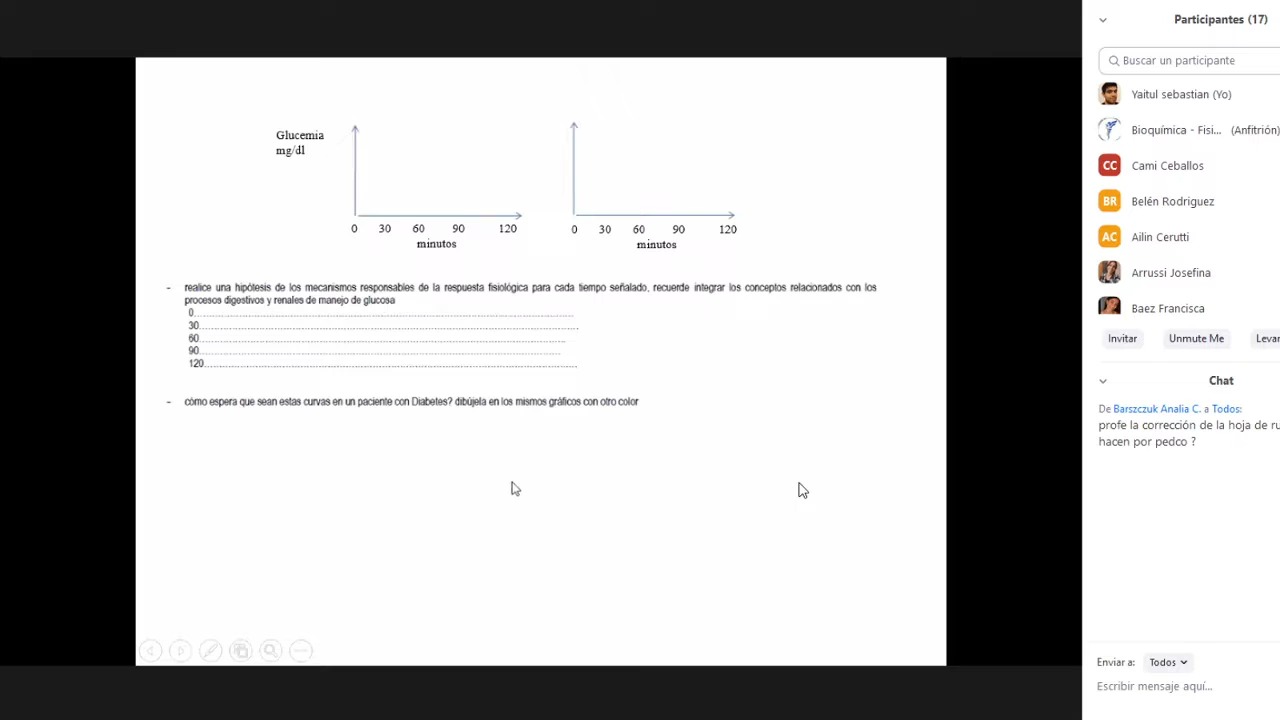 Glucemia
mg/dl
0 30 60 90 120
minutos
0 30 60 90 120
minutos
- realice una hipótesis de los mecanismos responsables de la respuesta fisiológica para cada tiempo señalado, recuerde integrar los conceptos relacionados con los
procesos digestivos y renales de manejo de glucosa
0
30
60
90
120
- cómo espera que sean estas curvas en un paciente con Diabetes? dibújela en los mismos gráficos con otro color
Participantes (17)
Buscar un participante
Yaitul sebastian (Yo)
Bioquímica - Fisi... (Anfitrión)
CC Cami Ceballos
BR Belén Rodriguez
AC Ailin Cerutti
Arrussi Josefina
Baez Francisca
Invitar Unmute Me Levar
Chat
De Barszczuk Analia C. a Todos:
profe la corrección de la hoja de ru
hacen por pedco ?
Enviar a: Todos
Escribir mensaje aquí...